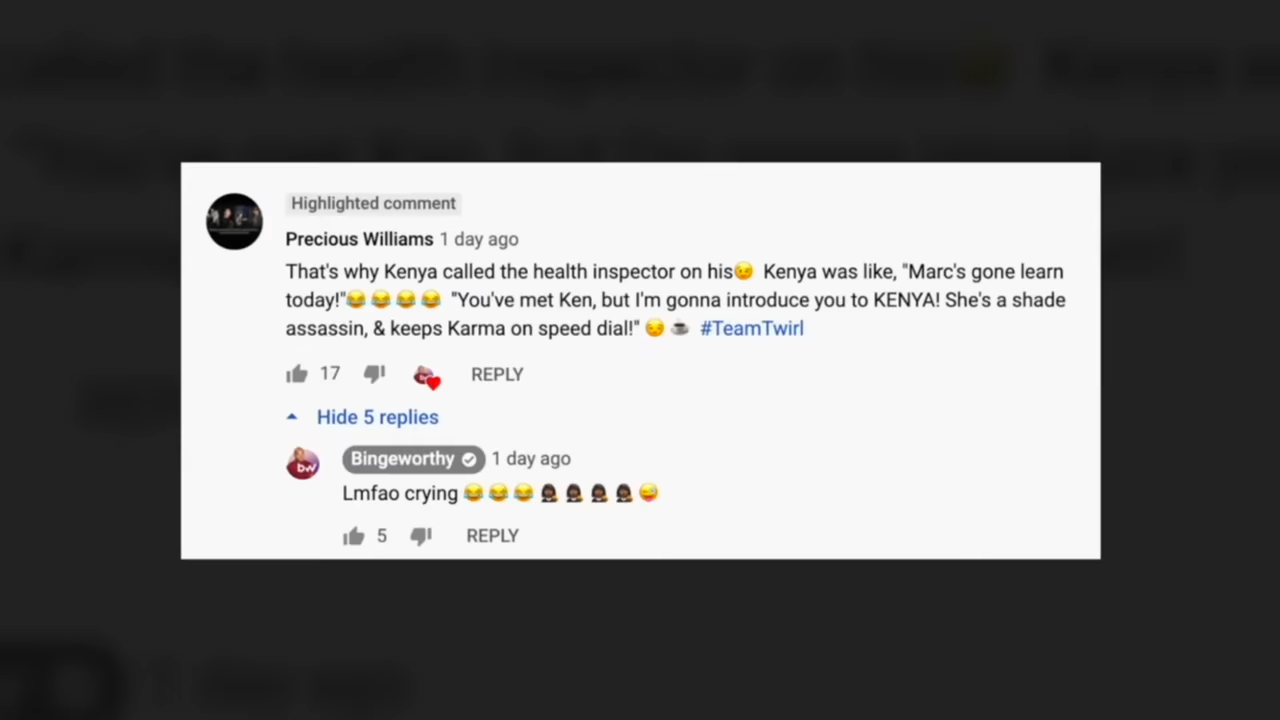 Highlighted comment
Precious Williams 1 day ago
That's why Kenya called the health inspector on his😉 Kenya was like, "Marc's gone learn
today!"😂😂😂😂 "You've met Ken, but I'm gonna introduce you to KENYA! She's a shade
assassin, & keeps Karma on speed dial!" 😏 ☕ #TeamTwirl
17 REPLY
Hide 5 replies
bw Bingeworthy 1 day ago
Lmfao crying 😂😂😂👩🏿‍🎤👩🏿‍🎤👩🏿‍🎤👩🏿‍🎤😜
5 REPLY